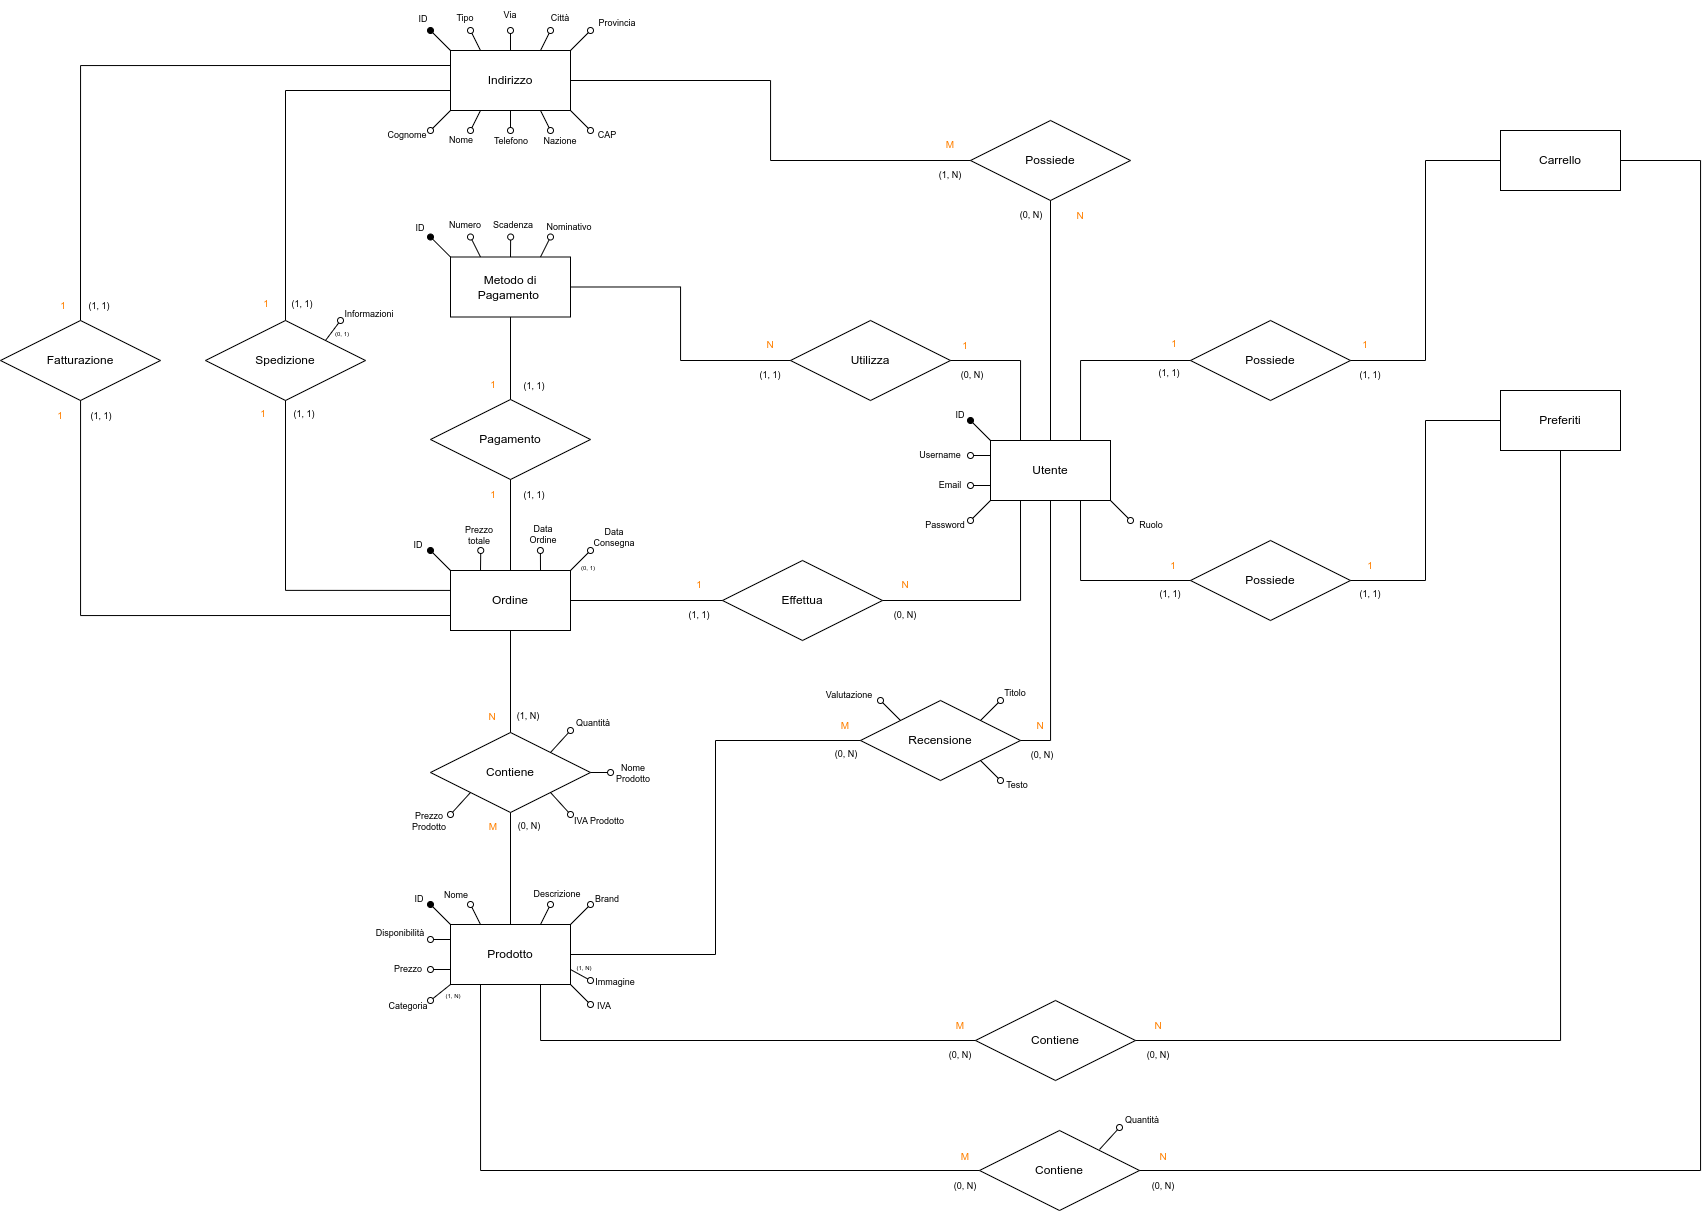 ID
Tipo
Via
Città
Provincia
Indirizzo
Cognome
Nome
Telefono
Nazione
CAP
M
(1, N)
Possiede
(0, N)
N
Carrello
ID
Numero
Scadenza
Nominativo
Metodo di
Pagamento
1
(1, 1)
1
(1, 1)
Informazioni
(0, 1)
Fatturazione
Spedizione
1
(1, 1)
1
(1, 1)
N
(1, 1)
Utilizza
1
(0, N)
1
(1, 1)
Possiede
1
(1, 1)
1
(1, 1)
Pagamento
1
(1, 1)
Preferiti
ID
Username
Email
Password
Utente
Ruolo
ID
Prezzo
totale
Data
Ordine
Data
Consegna
(0, 1)
Ordine
1
(1, 1)
Effettua
N
(0, N)
1
(1, 1)
Possiede
1
(1, 1)
Valutazione
Titolo
M
(0, N)
Recensione
N
(0, N)
Testo
N
(1, N)
Quantità
Contiene
Nome
Prodotto
Prezzo
Prodotto
IVA Prodotto
M
(0, N)
ID
Nome
Descrizione
Brand
Disponibilità
Prezzo
Categoria
(1, N)
Prodotto
(1, N)
Immagine
IVA
M
(0, N)
Contiene
N
(0, N)
Quantità
M
(0, N)
Contiene
N
(0, N)